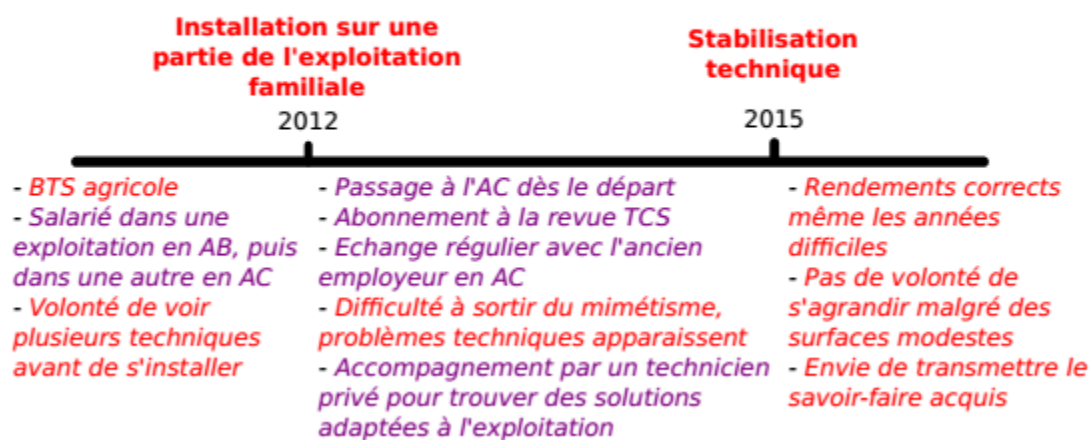 Installation sur une
partie de l'exploitation
familiale
2012
Stabilisation
technique
2015
- BTS agricole
- Salarié dans une
exploitation en AB, puis
dans une autre en AC
- Volonté de voir
plusieurs techniques
avant de s'installer
- Passage à l'AC dès le départ
- Abonnement à la revue TCS
- Echange régulier avec l'ancien
employeur en AC
- Difficulté à sortir du mimétisme,
problèmes techniques apparaissent
- Accompagnement par un technicien
privé pour trouver des solutions
adaptées à l'exploitation
- Rendements corrects
même les années
difficiles
- Pas de volonté de
s'agrandir malgré des
surfaces modestes
- Envie de transmettre le
savoir-faire acquis